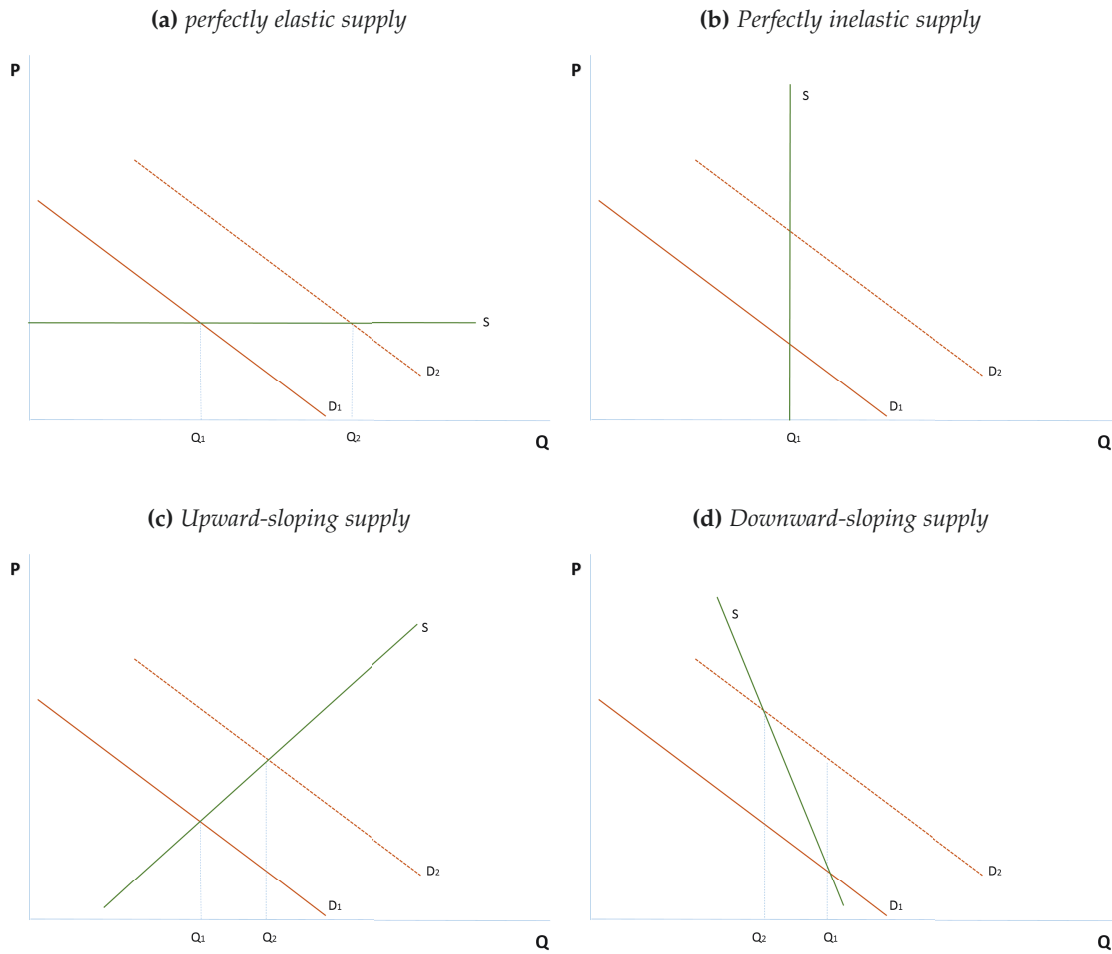 (a) perfectly elastic supply
P
S
D2
D1
Q1
Q2
Q
(b) Perfectly inelastic supply
P
S
D2
D1
Q1
Q
(c) Upward-sloping supply
P
S
D2
D1
Q1
Q2
Q
(d) Downward-sloping supply
P
S
D2
D1
Q2
Q1
Q